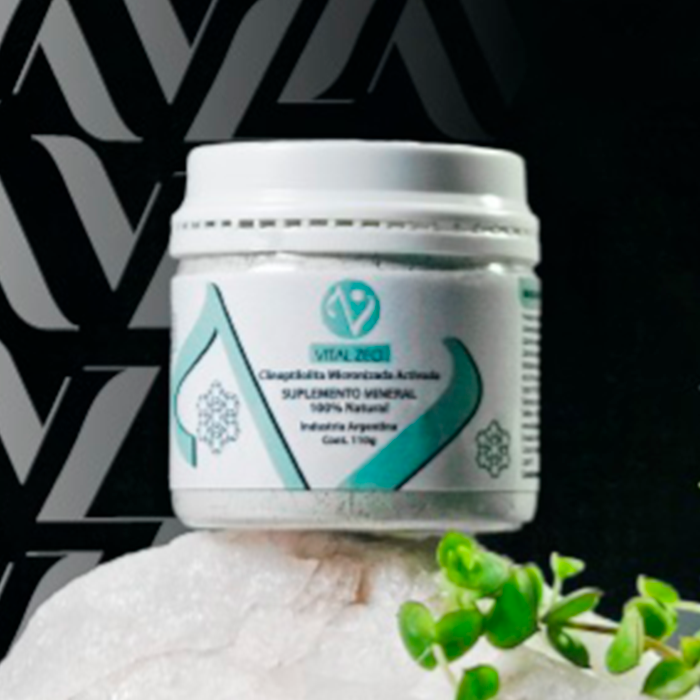 VITAL ZEO
Clinoptilolita Micronizada Activada
SUPLEMENTO MINERAL
100% Natural
Industria Argentina
Cont. 110g